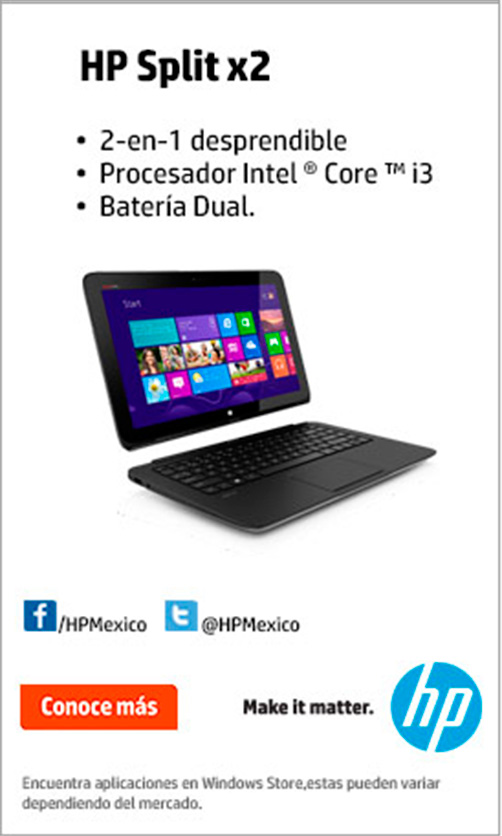 HP Split x2
• 2-en-1 desprendible
• Procesador Intel ® Core ™ i3
• Batería Dual.
Start
/HPMexico
@HPMexico
Conoce más
Make it matter.
hp
Encuentra aplicaciones en Windows Store,estas pueden variar
dependiendo del mercado.